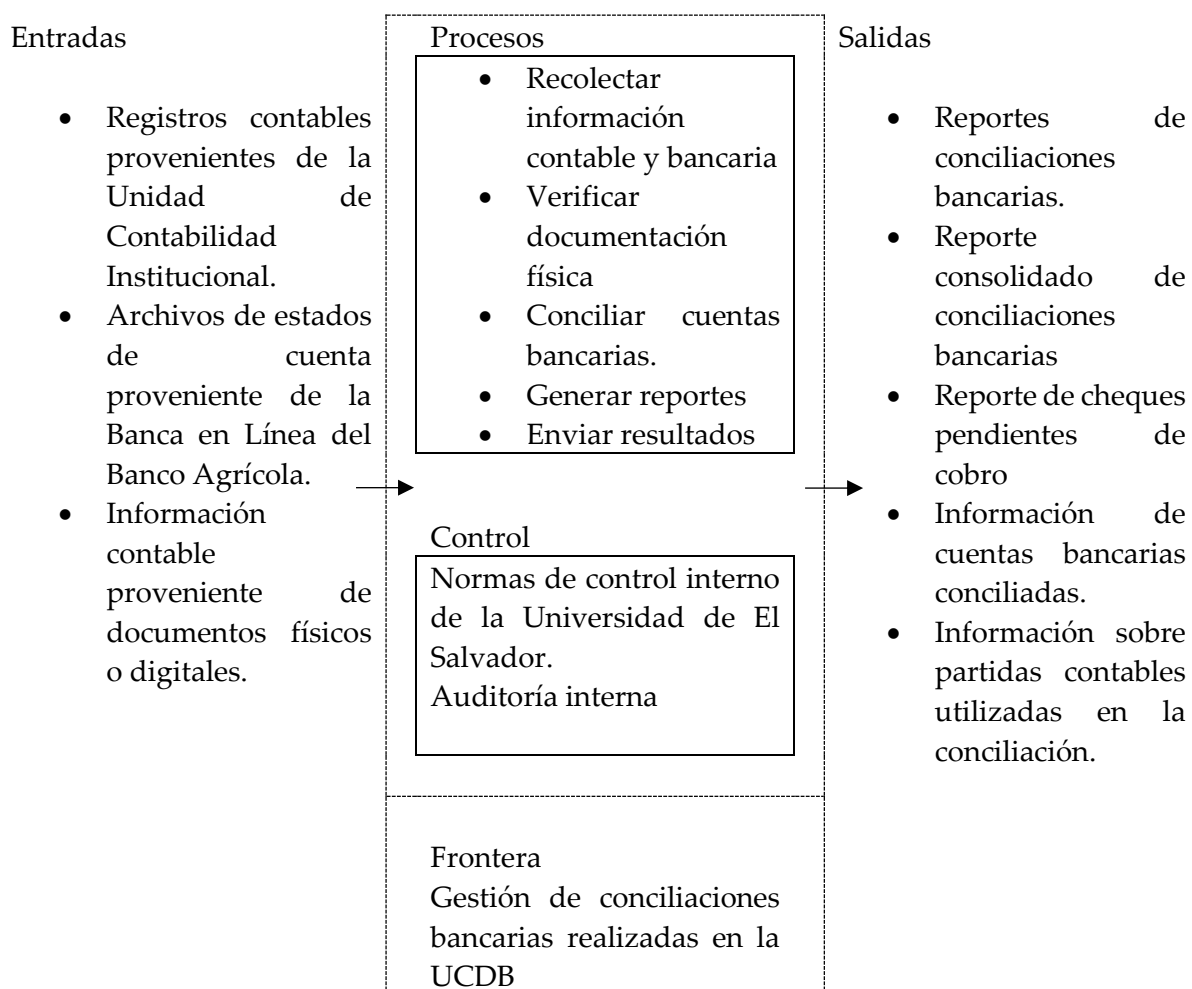 Entradas
• Registros contables
provenientes de la
Unidad de
Contabilidad
Institucional.
• Archivos de estados
de cuenta
proveniente de la
Banca en Línea del
Banco Agrícola.
• Información
contable
proveniente de
documentos físicos
o digitales.
Procesos
• Recolectar
información
contable y bancaria
• Verificar
documentación
física
• Conciliar cuentas
bancarias.
• Generar reportes
• Enviar resultados
Control
Normas de control interno
de la Universidad de El
Salvador.
Auditoría interna
Frontera
Gestión de conciliaciones
bancarias realizadas en la
UCDB
Salidas
• Reportes de
conciliaciones
bancarias.
• Reporte
consolidado de
conciliaciones
bancarias
• Reporte de cheques
pendientes de
cobro
• Información de
cuentas bancarias
conciliadas.
• Información sobre
partidas contables
utilizadas en la
conciliación.